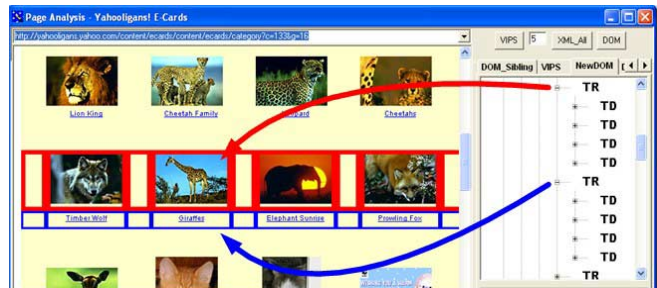 Page Analysis - Yahooligans! E-Cards
http://yahooligans.yahoo.com/content/ecards/content/ecards/category?c=133&g=16
VIPS 5 XML_All DOM
DOM_Sibling VIPS NewDOM
Lion King Cheetah Family Cheetahs
Timber Wolf Giraffes Elephant Sunrise Prowling Fox
TR
TD
TD
TD
TD
TR
TD
TD
TD
TD
TR